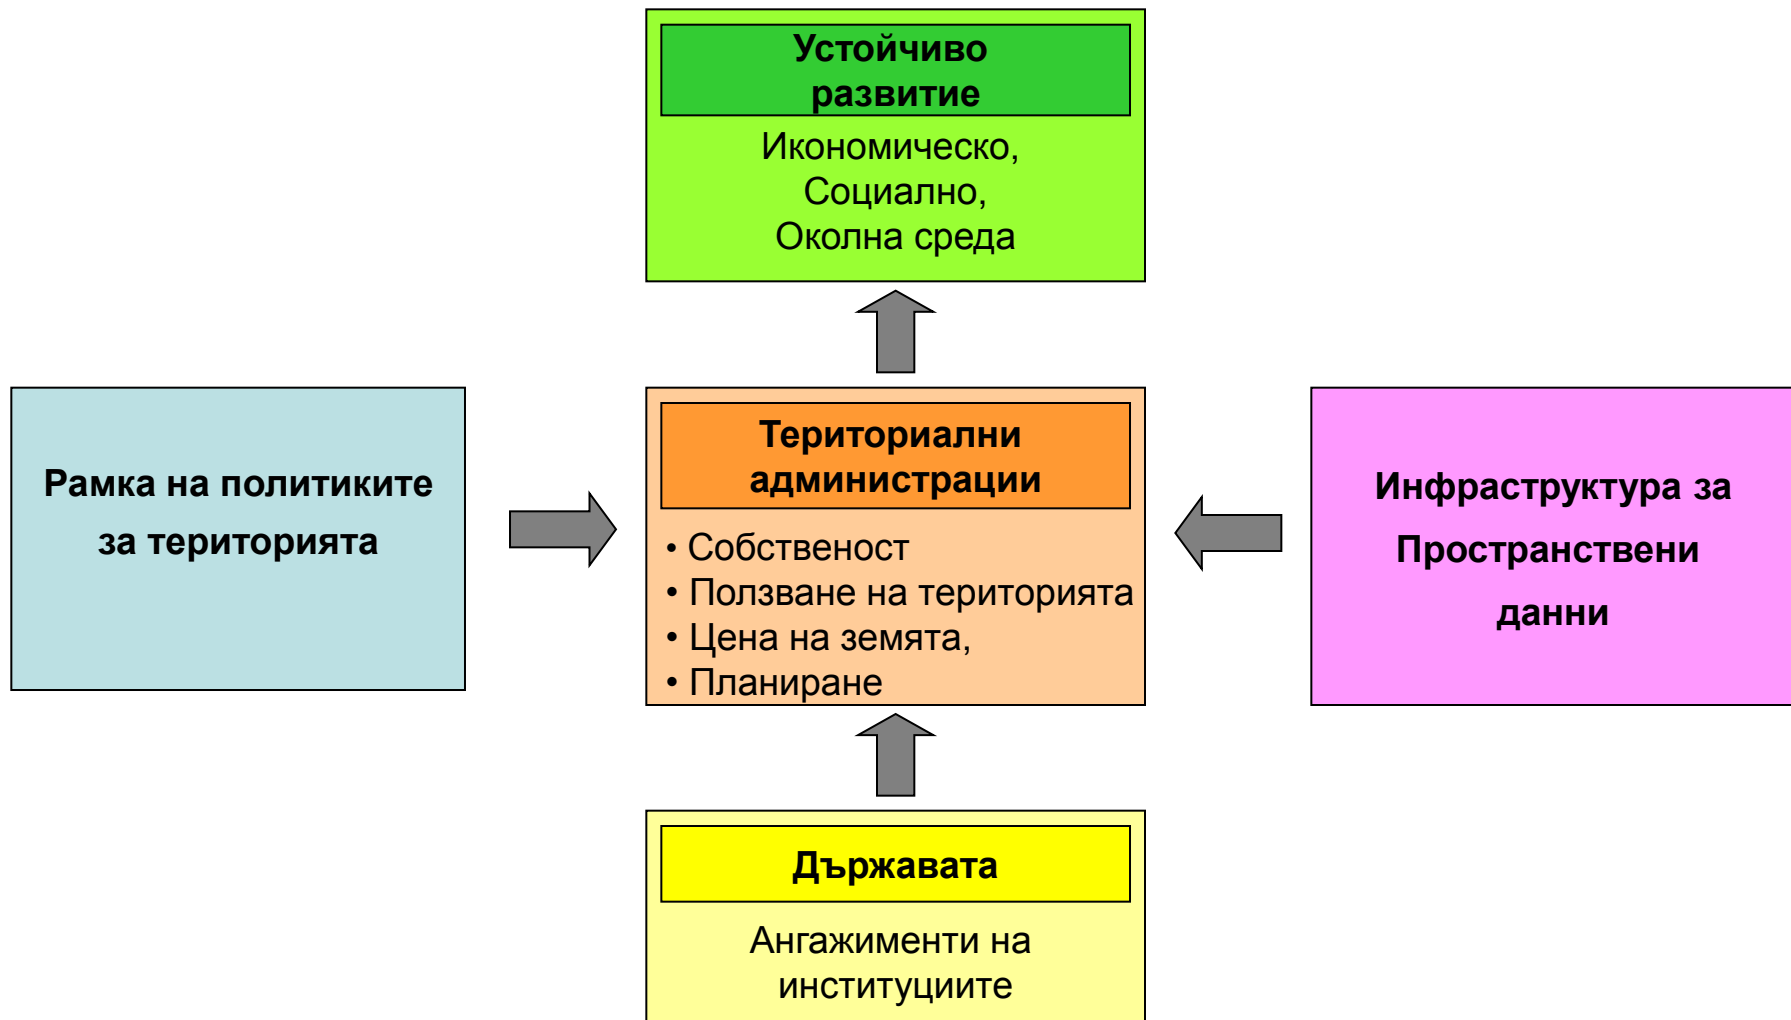 Устойчиво
развитие
Икономическо,
Социално,
Околна среда
Рамка на политиките
за територията
Териториални
администрации
• Собственост
• Ползване на територията
• Цена на земята,
• Планиране
Инфраструктура за
Пространствени
данни
Държавата
Ангажименти на
институциите